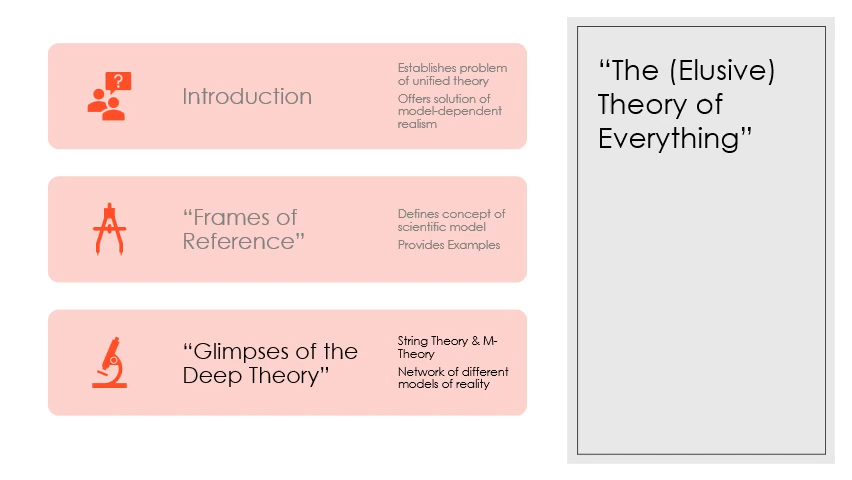 ?
Introduction
Establishes problem
of unified theory
Offers solution of
model-dependent
realism
“Frames of
Reference”
Defines concept of
scientific model
Provides Examples
“Glimpses of the
Deep Theory”
String Theory & M-
Theory
Network of different
models of reality
“The (Elusive)
Theory of
Everything”